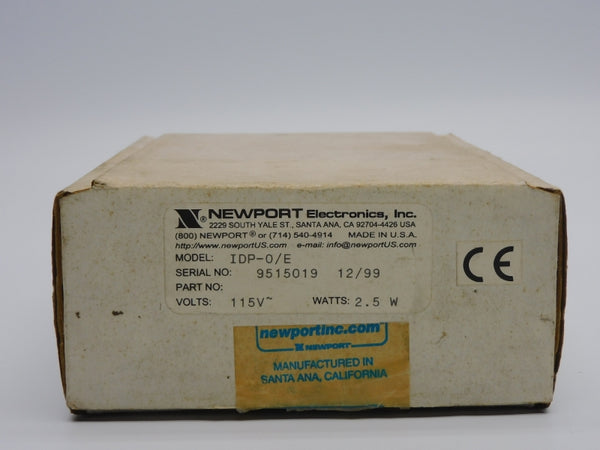 N® NEWPORT Electronics, Inc.
2229 SOUTH YALE ST., SANTA ANA, CA 92704-4426 USA
(800) NEWPORT® or (714) 540-4914 MADE IN U.S.A.
http://www.newportUS.com e-mail: info@newportUS.com
MODEL: IDP-0/E
SERIAL NO: 9515019 12/99
PART NO:
VOLTS: 115V~ WATTS: 2.5 W
CE
newportinc.com
N NEWPORT
MANUFACTURED IN
SANTA ANA, CALIFORNIA